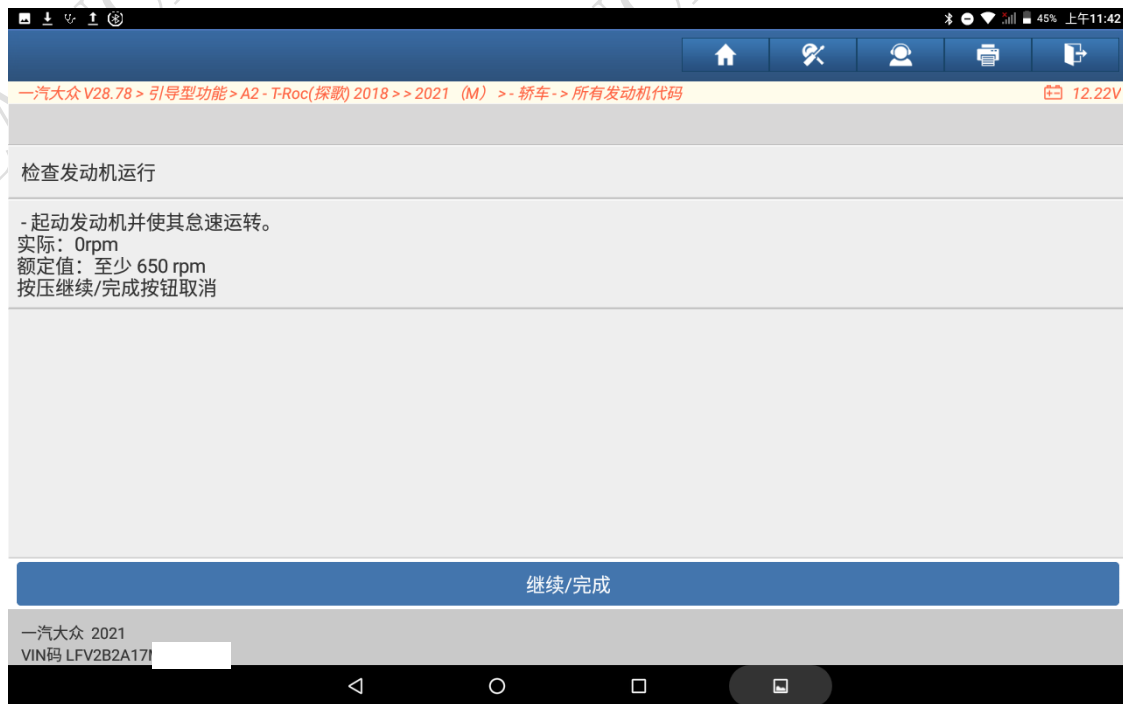 45% 上午11:42
一汽大众 V28.78 > 引导型功能 > A2 - T-Roc(探歌) 2018 > > 2021（M） > - 轿车 - > 所有发动机代码 12.22V
检查发动机运行
- 起动发动机并使其怠速运转。
实际：0rpm
额定值：至少 650 rpm
按压继续/完成按钮取消
继续/完成
一汽大众 2021
VIN码 LFV2B2A17